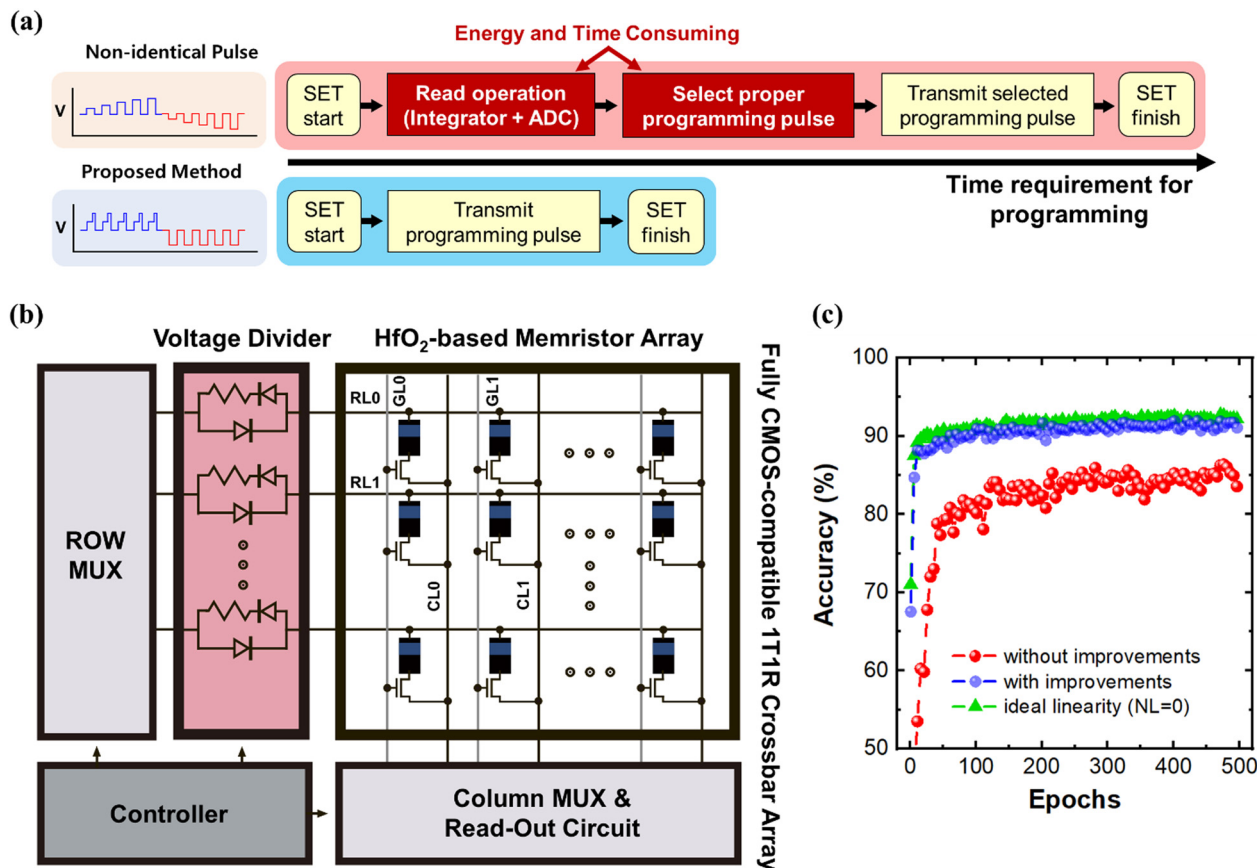 (a)
Energy and Time Consuming
Non-identical Pulse
V
SET
start
Read operation
(Integrator + ADC)
Select proper
programming pulse
Transmit selected
programming pulse
SET
finish
Proposed Method
V
SET
start
Transmit
programming pulse
SET
finish
Time requirement for
programming
(b)
Voltage Divider
HfO₂-based Memristor Array
ROW
MUX
RL0
GL0
GL1
RL1
CL0
CL1
Fully CMOS-compatible 1T1R Crossbar Array
Controller
Column MUX &
Read-Out Circuit
(c)
100
90
80
70
60
50
Accuracy (%)
without improvements
with improvements
ideal linearity (NL=0)
0 100 200 300 400 500
Epochs